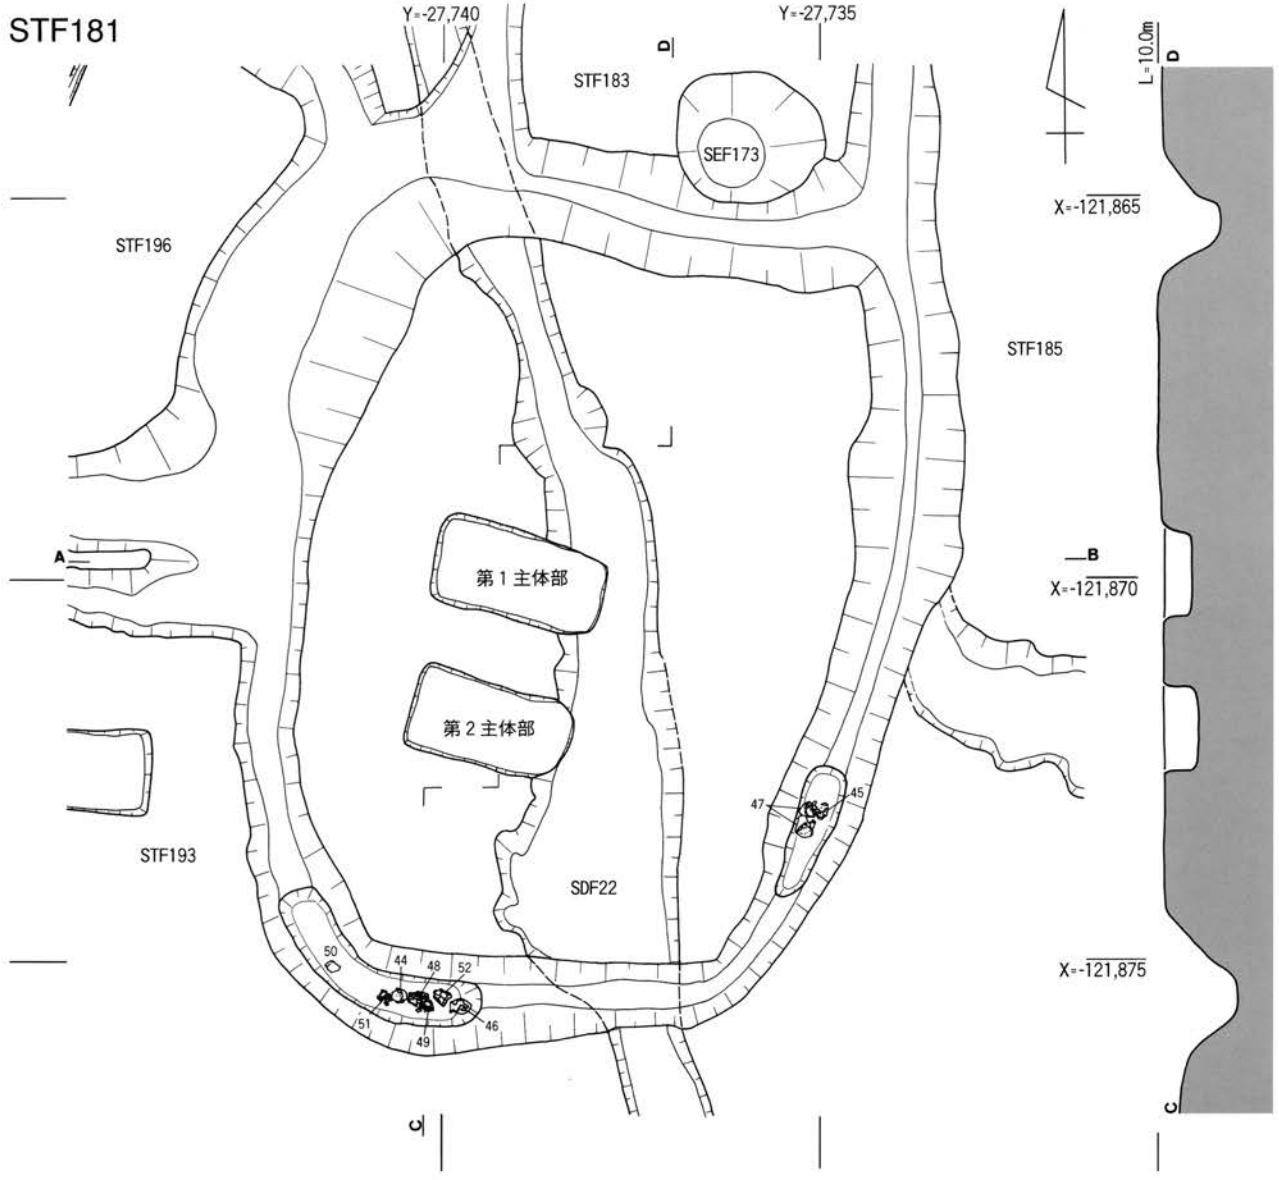 STF181
Y=-27,740
Y=-27,735
D
L=10.0m
D
STF183
SEF173
X=-121,865
STF196
STF185
A
B
第1主体部
X=-121,870
第2主体部
47
45
STF193
SDF22
50
44
48
52
X=-121,875
51
49
46
C
C